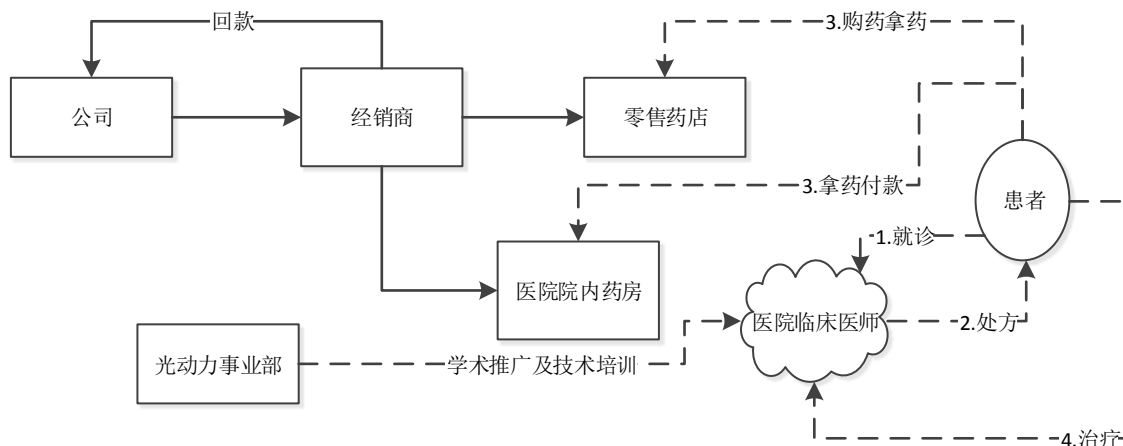 回款
3.购药拿药
公司
经销商
零售药店
3.拿药付款
患者
1.就诊
医院院内药房
医院临床医师
2.处方
光动力事业部
学术推广及技术培训
4.治疗